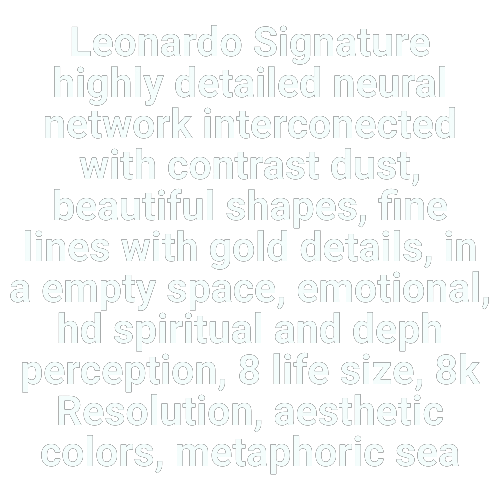 Leonardo Signature
highly detailed neural
network interconected
with contrast dust,
beautiful shapes, fine
lines with gold details, in
a empty space, emotional,
hd spiritual and deph
perception, 8 life size, 8k
Resolution, aesthetic
colors, metaphoric sea